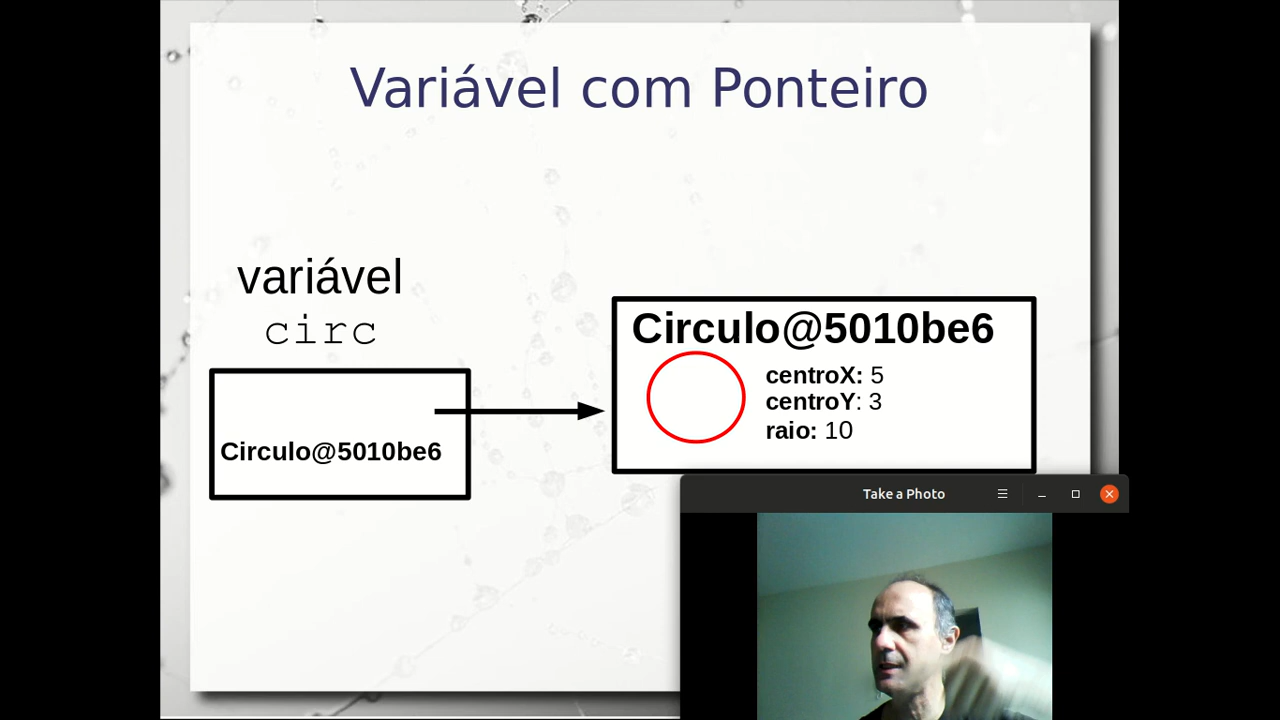 Variável com Ponteiro
variável
circ
Circulo@5010be6
Circulo@5010be6
centroX: 5
centroY: 3
raio: 10
Take a Photo